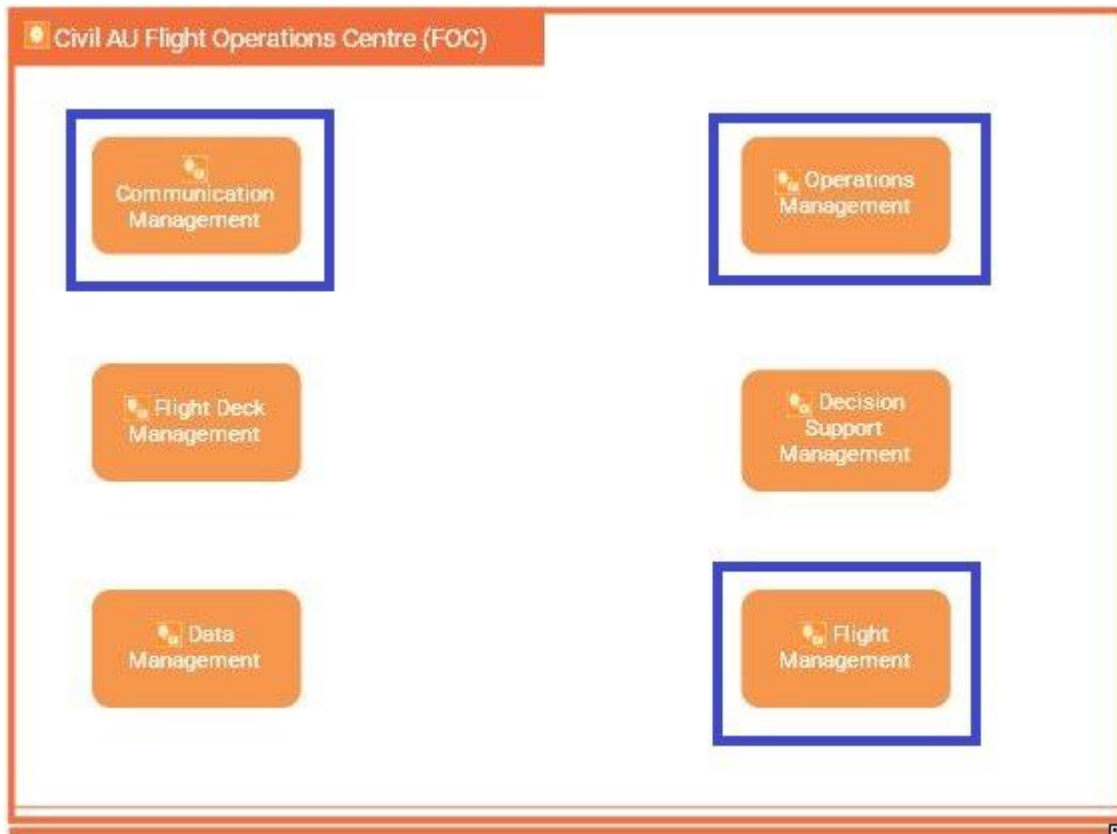 Civil AU Flight Operations Centre (FOC)
Communication
Management
Operations
Management
Flight Deck
Management
Decision
Support
Management
Data
Management
Flight
Management